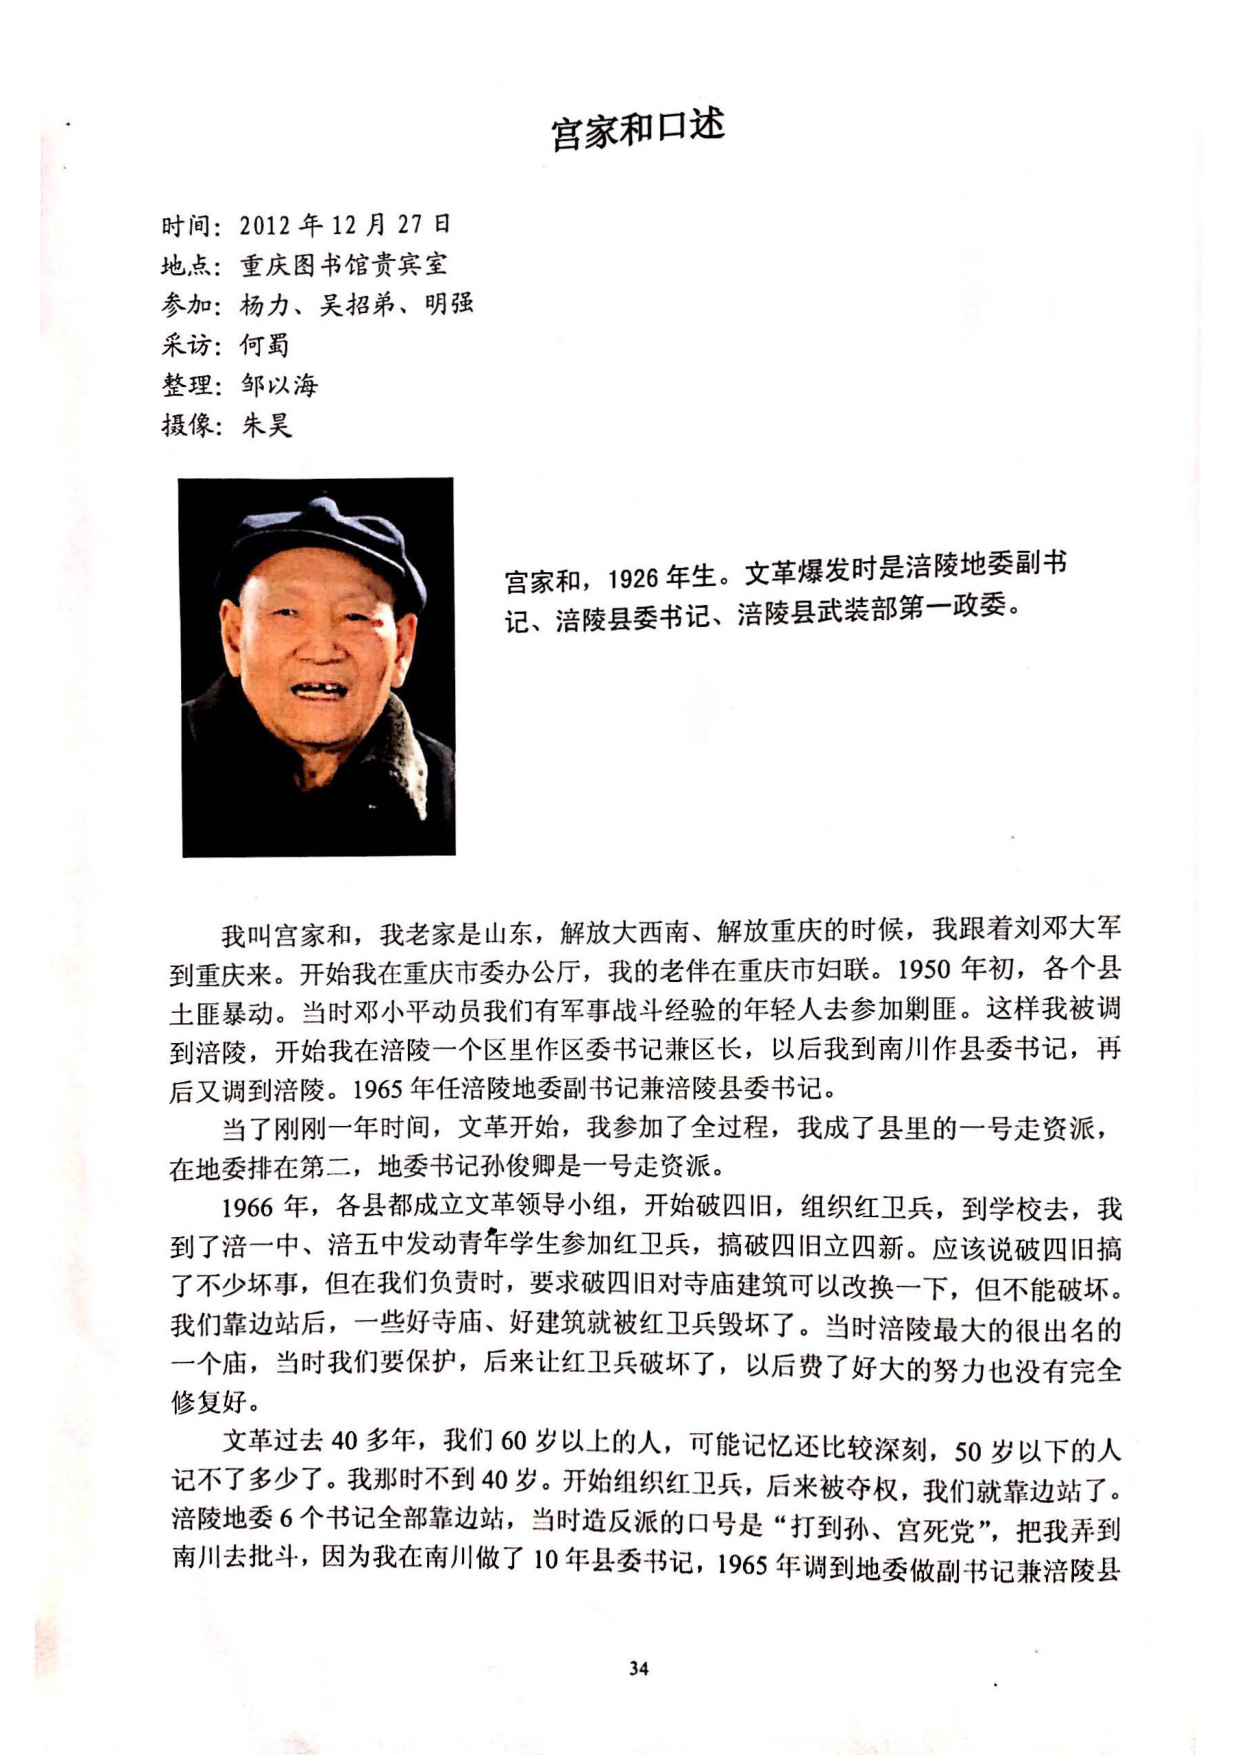 宫家和口述
时间：2012 年 12 月 27 日
地点：重庆图书馆贵宾室
参加：杨力、吴招弟、明强
采访：何蜀
整理：邹以海
摄像：朱昊
宫家和，1926 年生。文革爆发时是涪陵地委副书
记、涪陵县委书记、涪陵县武装部第一政委。
我叫宫家和，我老家是山东，解放大西南、解放重庆的时候，我跟着刘邓大军
到重庆来。开始我在重庆市委办公厅，我的老伴在重庆市妇联。1950 年初，各个县
土匪暴动。当时邓小平动员我们有军事战斗经验的年轻人去参加剿匪。这样我被调
到涪陵，开始我在涪陵一个区里作区委书记兼区长，以后我到南川作县委书记，再
后又调到涪陵。1965 年任涪陵地委副书记兼涪陵县委书记。
当了刚刚一年时间，文革开始，我参加了全过程，我成了县里的一号走资派，
在地委排在第二，地委书记孙俊卿是一号走资派。
1966 年，各县都成立文革领导小组，开始破四旧，组织红卫兵，到学校去，我
到了涪一中、涪五中发动青年学生参加红卫兵，搞破四旧立四新。应该说破四旧搞
了不少坏事，但在我们负责时，要求破四旧对寺庙建筑可以改换一下，但不能破坏。
我们靠边站后，一些好寺庙、好建筑就被红卫兵毁坏了。当时涪陵最大的很出名的
一个庙，当时我们要保护，后来让红卫兵破坏了，以后费了好大的努力也没有完全
修复好。
文革过去 40 多年，我们 60 岁以上的人，可能记忆还比较深刻，50 岁以下的人
记不了多少了。我那时不到 40 岁。开始组织红卫兵，后来被夺权，我们就靠边站了。
涪陵地委 6 个书记全部靠边站，当时造反派的口号是“打到孙、宫死党”，把我弄到
南川去批斗，因为我在南川做了 10 年县委书记，1965 年调到地委做副书记兼涪陵县
34